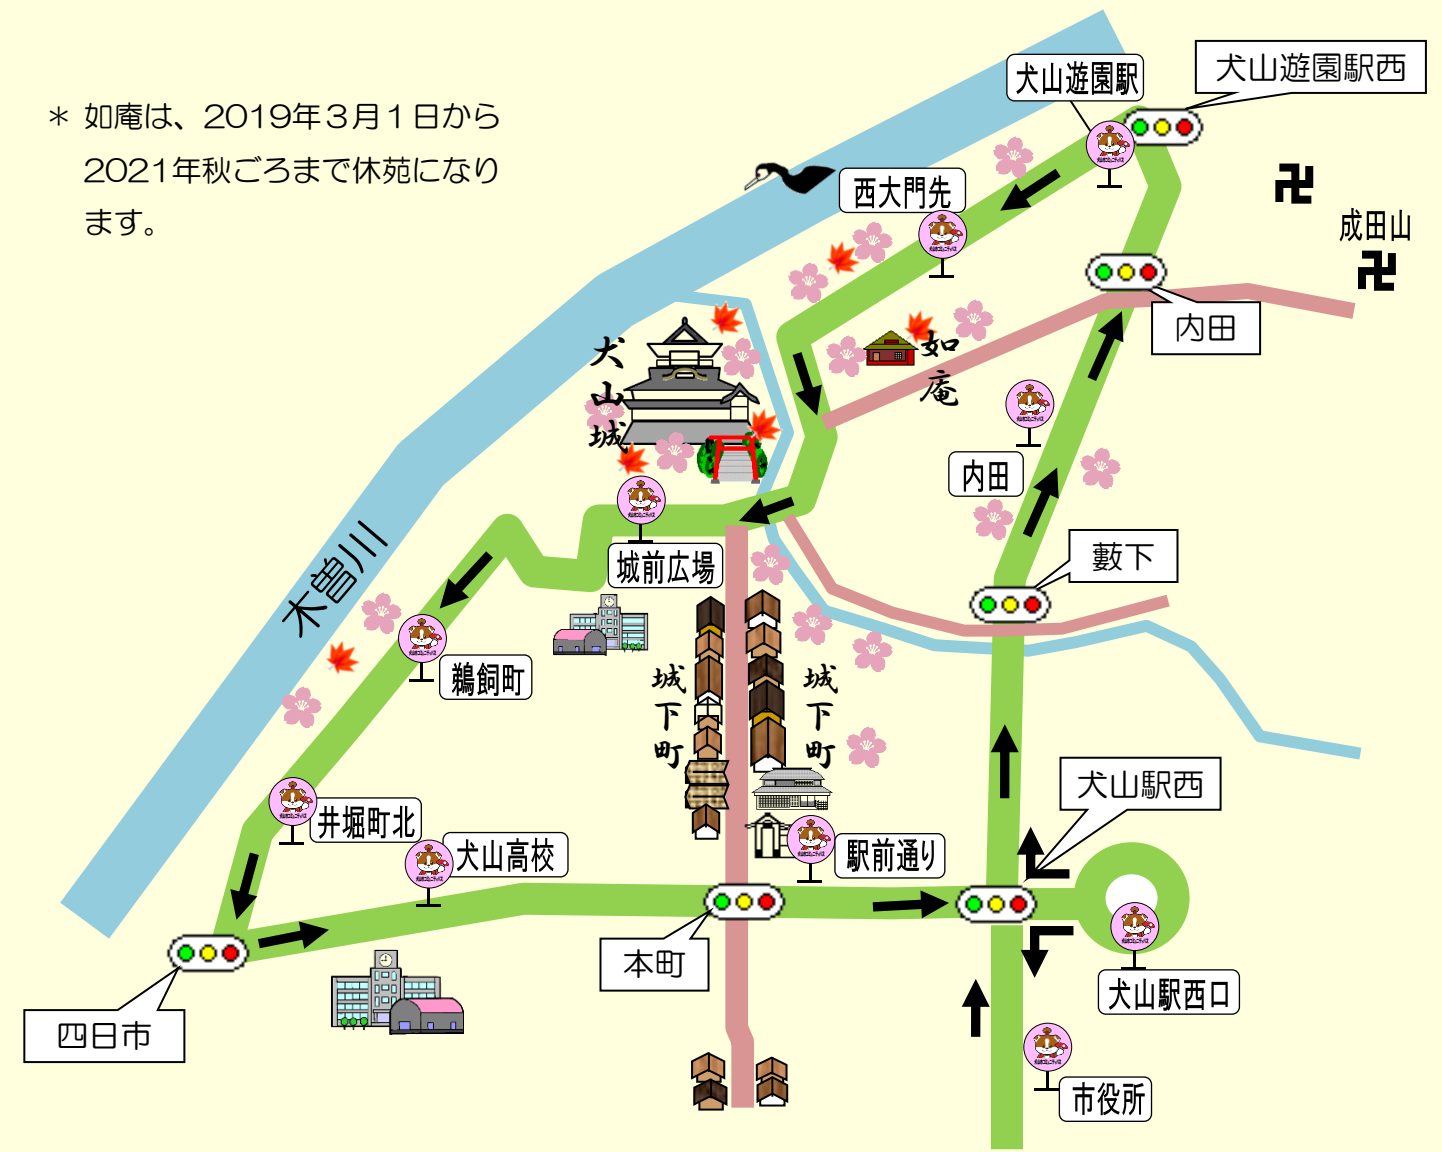 ＊ 如庵は、2019年３月１日から
2021年秋ごろまで休苑になり
ます。
犬山遊園駅
犬山遊園駅西
西大門先
成田山
内田
犬山城
如庵
内田
城前広場
藪下
木曽川
鵜飼町
城下町
城下町
犬山駅西
井堀町北
犬山高校
駅前通り
本町
犬山駅西口
四日市
市役所